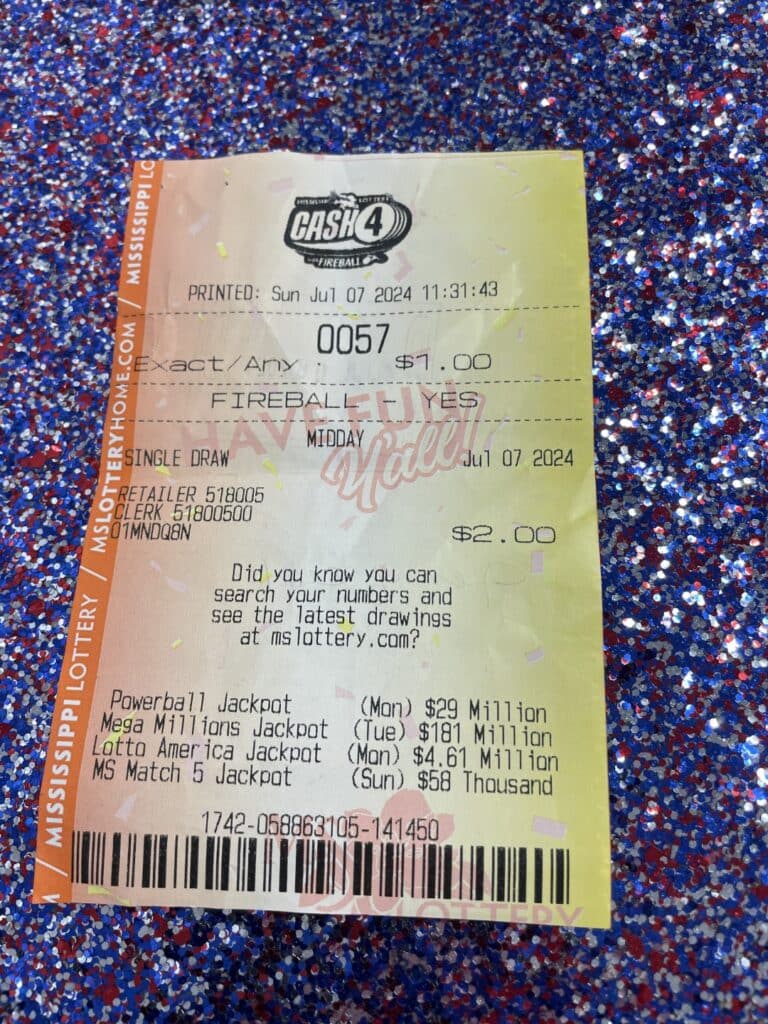 MISSISSIPPI LOTTERY
CASH 4
FIREBALL
PRINTED: Sun Jul 07 2024 11:31:43
0057
Exact/Any $1.00
FIREBALL - YES
HAVE FUN
Y'all!
MIDDAY
SINGLE DRAW Jul 07 2024
RETAILER 518005
CLERK 51800500
01MNDQ8N $2.00
Did you know you can
search your numbers and
see the latest drawings
at mslottery.com?
Powerball Jackpot (Mon) $29 Million
Mega Millions Jackpot (Tue) $181 Million
Lotto America Jackpot (Mon) $4.61 Million
MS Match 5 Jackpot (Sun) $58 Thousand
1742-058863105-141450
LOTTERY
M / MISSISSIPPI LOTTERY / MSLOTTERYHOME.COM / MISSISSIPPI LO